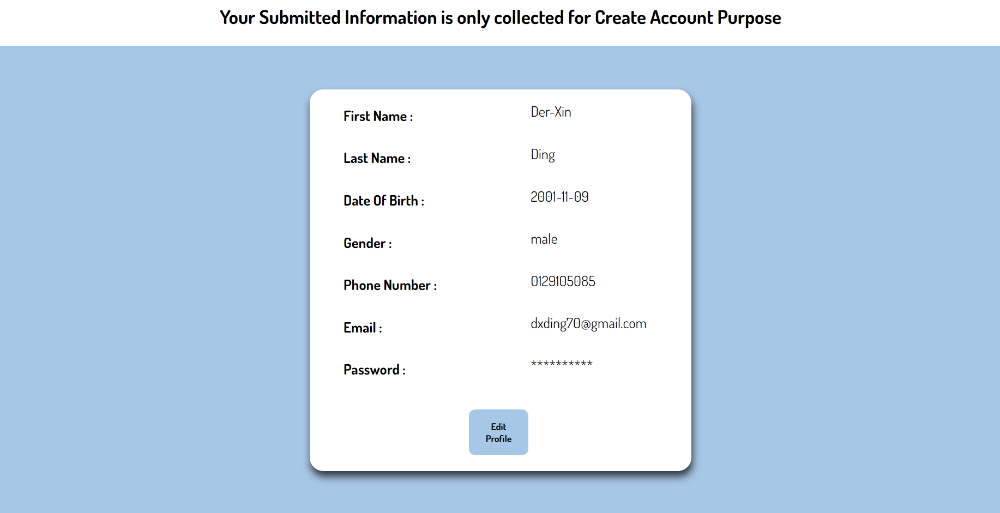 Your Submitted Information is only collected for Create Account Purpose
First Name : Der-Xin
Last Name : Ding
Date Of Birth : 2001-11-09
Gender : male
Phone Number : 0129105085
Email : dxding70@gmail.com
Password : **********
Edit
Profile